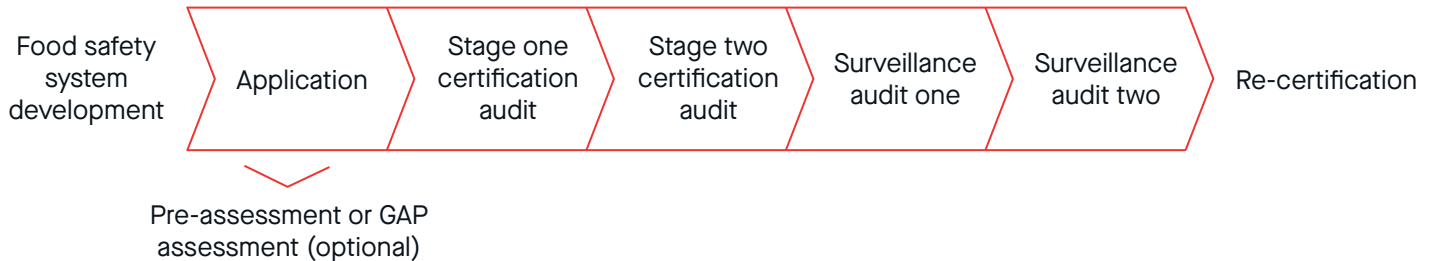 Food safety
system
development
Application
Stage one
certification
audit
Stage two
certification
audit
Surveillance
audit one
Surveillance
audit two
Re-certification
Pre-assessment or GAP
assessment (optional)